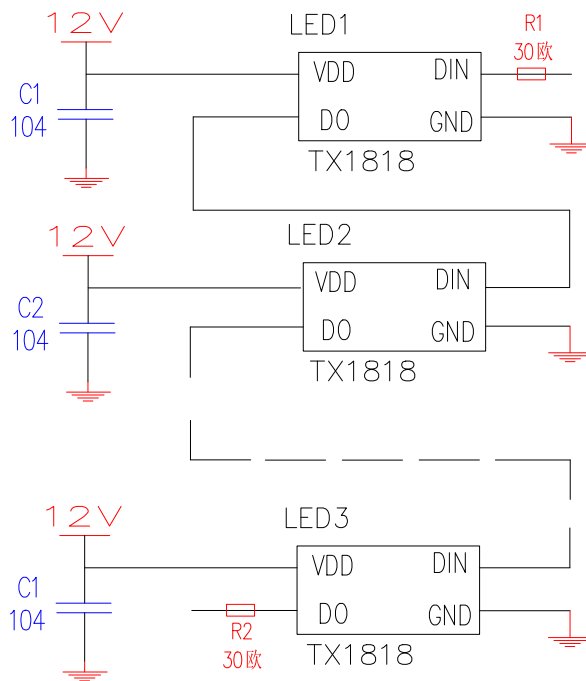 12V
LED1
R1
30欧
C1
104
VDD
DIN
DO
GND
TX1818
12V
LED2
C2
104
VDD
DIN
DO
GND
TX1818
12V
LED3
C1
104
VDD
DIN
DO
GND
R2
30欧
TX1818